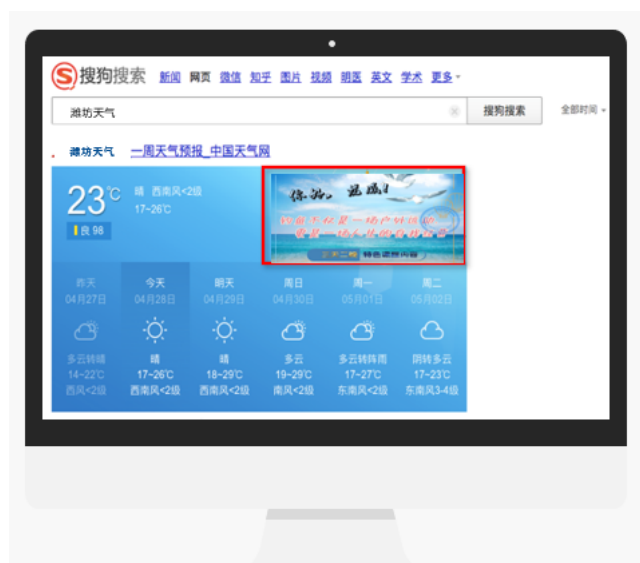 搜狗搜索 新闻 网页 微信 知乎 图片 视频 明医 英文 学术 更多
潍坊天气 搜狗搜索 全部时间
潍坊天气 一周天气预报_中国天气网
23℃ 晴 西南风<2级
17~26℃
良 98
你好。
特色
昨天 今天 明天 周日 周一 周二
04月27日 04月28日 04月29日 04月30日 05月01日 05月02日
多云转晴 晴 晴 多云 多云转阵雨 阴转多云
14~22℃ 17~26℃ 18~29℃ 19~29℃ 17~27℃ 17~23℃
西风<2级 西南风<2级 西南风<2级 南风<2级 东南风<2级 东南风3-4级